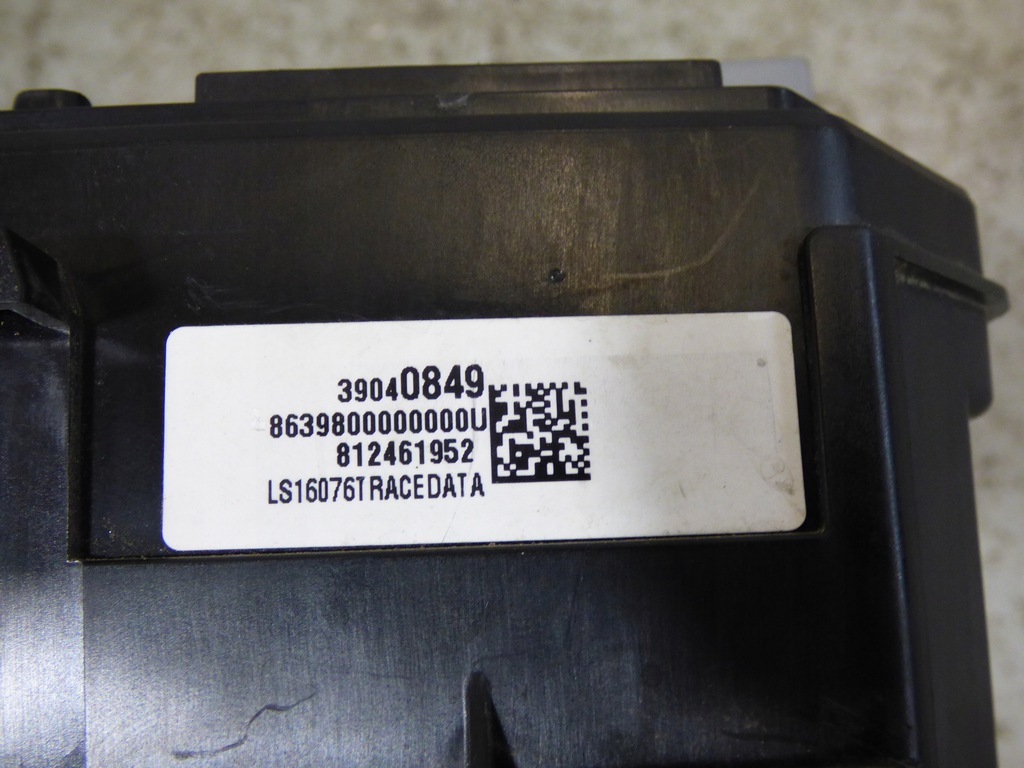 39040849
8639800000000U
812461952
LS16076TRACEDATA